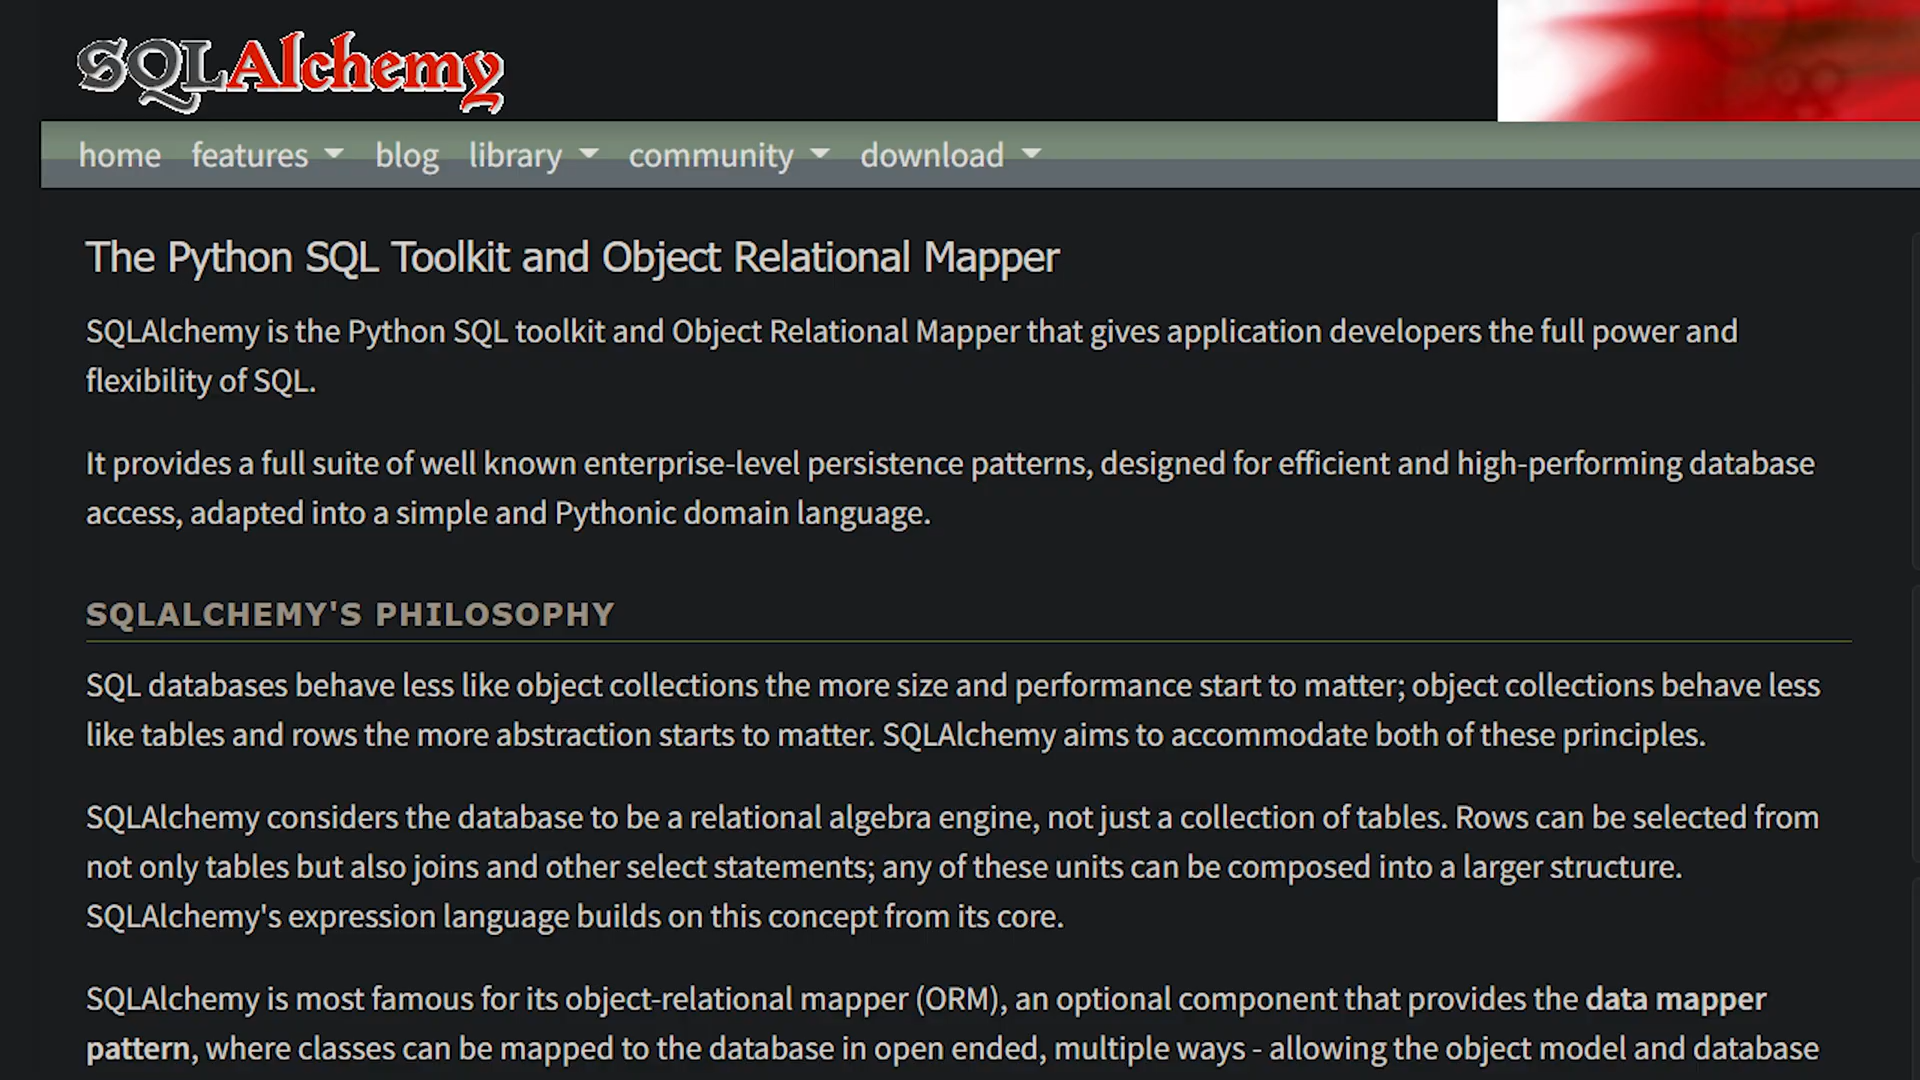 SQLAlchemy
home features blog library community download
The Python SQL Toolkit and Object Relational Mapper
SQLAlchemy is the Python SQL toolkit and Object Relational Mapper that gives application developers the full power and
flexibility of SQL.
It provides a full suite of well known enterprise-level persistence patterns, designed for efficient and high-performing database
access, adapted into a simple and Pythonic domain language.
SQLALCHEMY'S PHILOSOPHY
SQL databases behave less like object collections the more size and performance start to matter; object collections behave less
like tables and rows the more abstraction starts to matter. SQLAlchemy aims to accommodate both of these principles.
SQLAlchemy considers the database to be a relational algebra engine, not just a collection of tables. Rows can be selected from
not only tables but also joins and other select statements; any of these units can be composed into a larger structure.
SQLAlchemy's expression language builds on this concept from its core.
SQLAlchemy is most famous for its object-relational mapper (ORM), an optional component that provides the data mapper
pattern, where classes can be mapped to the database in open ended, multiple ways - allowing the object model and database